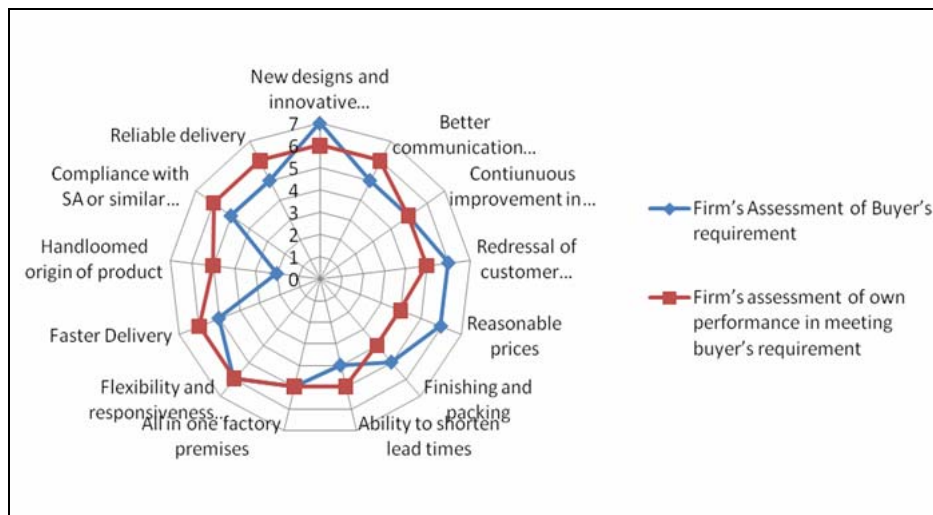 New designs and
innovative...
Better
communication...
Contiunuous
improvement in...
Redressal of
customer...
Reasonable
prices
Finishing and
packing
Ability to shorten
lead times
All in one factory
premises
Flexibility and
responsiveness...
Faster Delivery
Handloomed
origin of product
Compliance with
SA or similar...
Reliable delivery
7
6
5
4
3
2
1
0
Firm's Assessment of Buyer's
requirement
Firm's assessment of own
performance in meeting
buyer's requirement